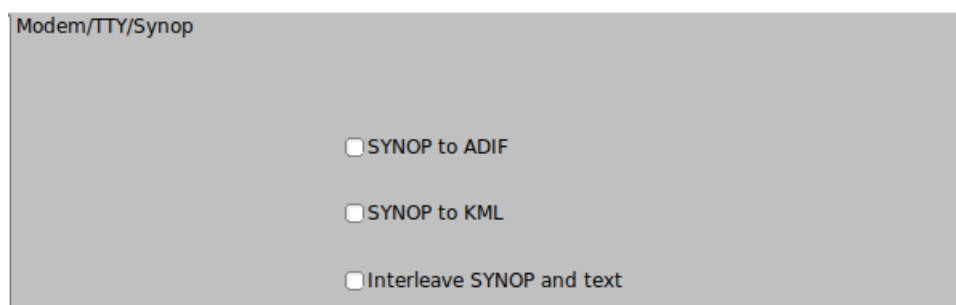 Modem/TTY/Synop
SYNOP to ADIF
SYNOP to KML
Interleave SYNOP and text